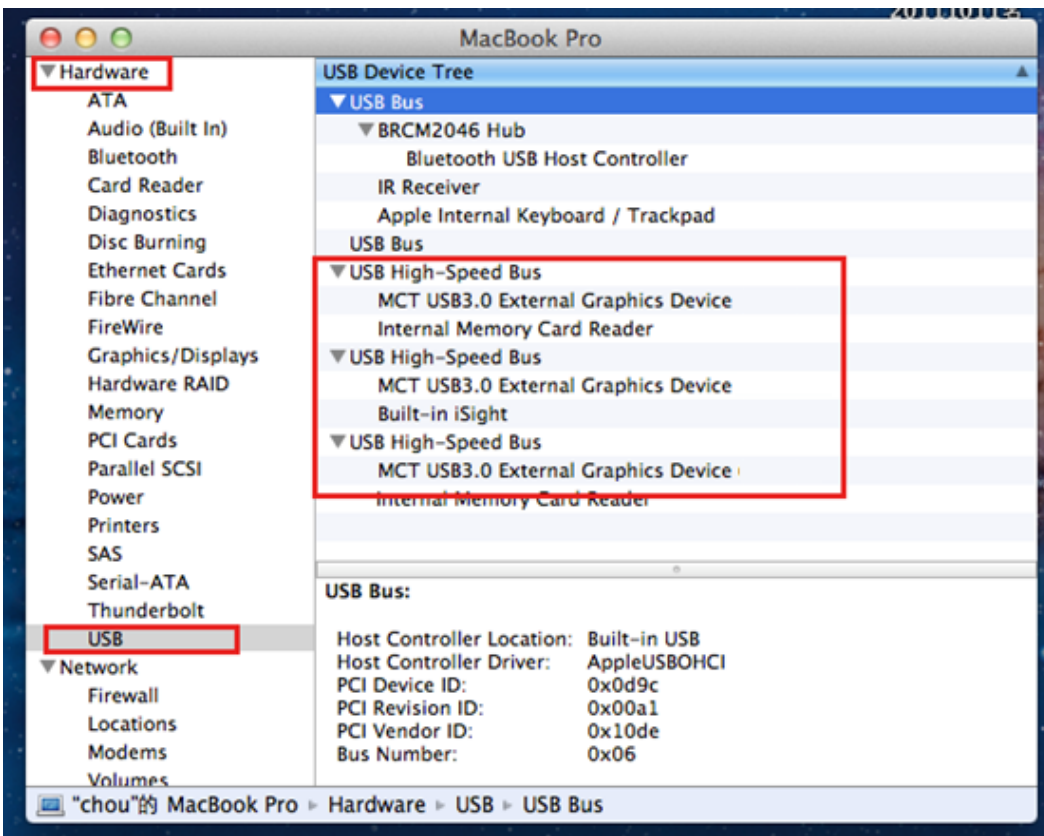 MacBook Pro
Hardware
ATA
Audio (Built In)
Bluetooth
Card Reader
Diagnostics
Disc Burning
Ethernet Cards
Fibre Channel
FireWire
Graphics/Displays
Hardware RAID
Memory
PCI Cards
Parallel SCSI
Power
Printers
SAS
Serial-ATA
Thunderbolt
USB
Network
Firewall
Locations
Modems
Volumes
USB Device Tree
USB Bus
BRCM2046 Hub
Bluetooth USB Host Controller
IR Receiver
Apple Internal Keyboard / Trackpad
USB Bus
USB High-Speed Bus
MCT USB3.0 External Graphics Device
Internal Memory Card Reader
USB High-Speed Bus
MCT USB3.0 External Graphics Device
Built-in iSight
USB High-Speed Bus
MCT USB3.0 External Graphics Device
Internal Memory Card Reader
USB Bus:
Host Controller Location: Built-in USB
Host Controller Driver: AppleUSBOHCI
PCI Device ID: 0x0d9c
PCI Revision ID: 0x00a1
PCI Vendor ID: 0x10de
Bus Number: 0x06
"chou"的 MacBook Pro ▸ Hardware ▸ USB ▸ USB Bus